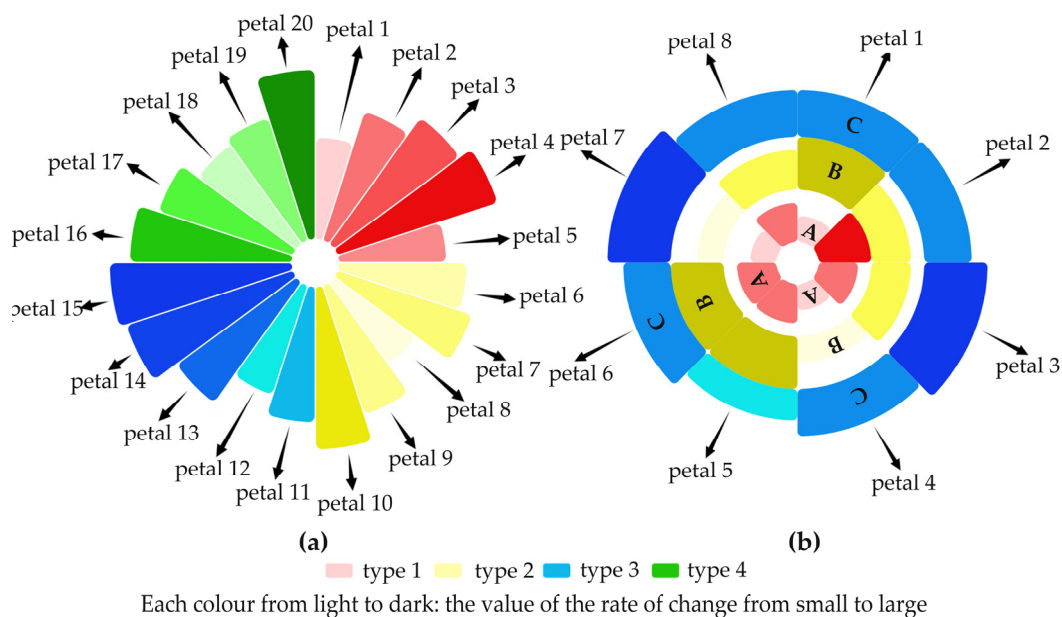 petal 1
petal 2
petal 3
petal 4
petal 5
petal 6
petal 7
petal 8
petal 9
petal 10
petal 11
petal 12
petal 13
petal 14
petal 15
petal 16
petal 17
petal 18
petal 19
petal 20
(a)
petal 1
petal 2
petal 3
petal 4
petal 5
petal 6
petal 7
petal 8
C
B
A
A
B
C
A
B
C
(b)
type 1
type 2
type 3
type 4
Each colour from light to dark: the value of the rate of change from small to large